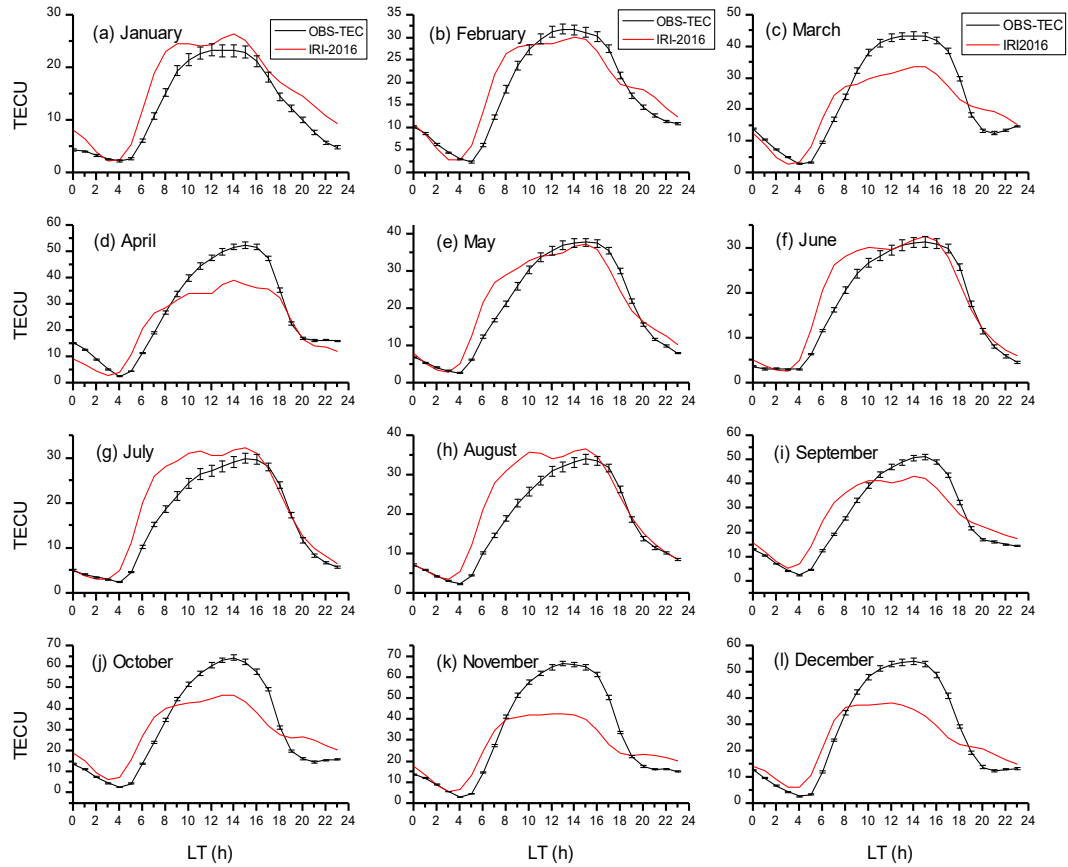 (a) January
OBS-TEC
IRI-2016
TECU
30
20
10
0
0 2 4 6 8 10 12 14 16 18 20 22 24
(b) February
OBS-TEC
IRI-2016
35
30
25
20
15
10
5
0
0 2 4 6 8 10 12 14 16 18 20 22 24
(c) March
OBS-TEC
IRI2016
50
40
30
20
10
0
0 2 4 6 8 10 12 14 16 18 20 22 24
(d) April
TECU
60
50
40
30
20
10
0
0 2 4 6 8 10 12 14 16 18 20 22 24
(e) May
40
30
20
10
0
0 2 4 6 8 10 12 14 16 18 20 22 24
(f) June
30
20
10
0
0 2 4 6 8 10 12 14 16 18 20 22 24
(g) July
TECU
30
20
10
0
0 2 4 6 8 10 12 14 16 18 20 22 24
(h) August
40
30
20
10
0
0 2 4 6 8 10 12 14 16 18 20 22 24
(i) September
60
50
40
30
20
10
0
0 2 4 6 8 10 12 14 16 18 20 22 24
(j) October
TECU
70
60
50
40
30
20
10
0
0 2 4 6 8 10 12 14 16 18 20 22 24
LT (h)
(k) November
70
60
50
40
30
20
10
0
0 2 4 6 8 10 12 14 16 18 20 22 24
LT (h)
(l) December
60
50
40
30
20
10
0
0 2 4 6 8 10 12 14 16 18 20 22 24
LT (h)